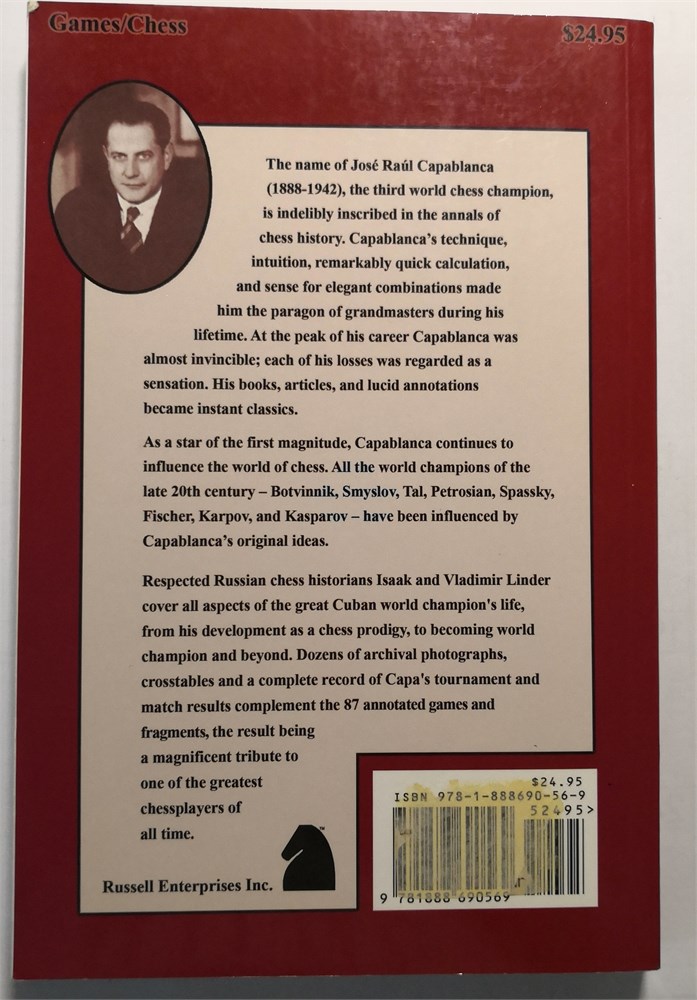 Games/Chess
$24.95
The name of José Raúl Capablanca
(1888-1942), the third world chess champion,
is indelibly inscribed in the annals of
chess history. Capablanca's technique,
intuition, remarkably quick calculation,
and sense for elegant combinations made
him the paragon of grandmasters during his
lifetime. At the peak of his career Capablanca was
almost invincible; each of his losses was regarded as a
sensation. His books, articles, and lucid annotations
became instant classics.
As a star of the first magnitude, Capablanca continues to
influence the world of chess. All the world champions of the
late 20th century – Botvinnik, Smyslov, Tal, Petrosian, Spassky,
Fischer, Karpov, and Kasparov – have been influenced by
Capablanca's original ideas.
Respected Russian chess historians Isaak and Vladimir Linder
cover all aspects of the great Cuban world champion's life,
from his development as a chess prodigy, to becoming world
champion and beyond. Dozens of archival photographs,
crosstables and a complete record of Capa's tournament and
match results complement the 87 annotated games and
fragments, the result being
a magnificent tribute to
one of the greatest
chessplayers of
all time.
Russell Enterprises Inc.
™
$24.95
ISBN 978-1-888690-56-9
52495>
9 781888 690569